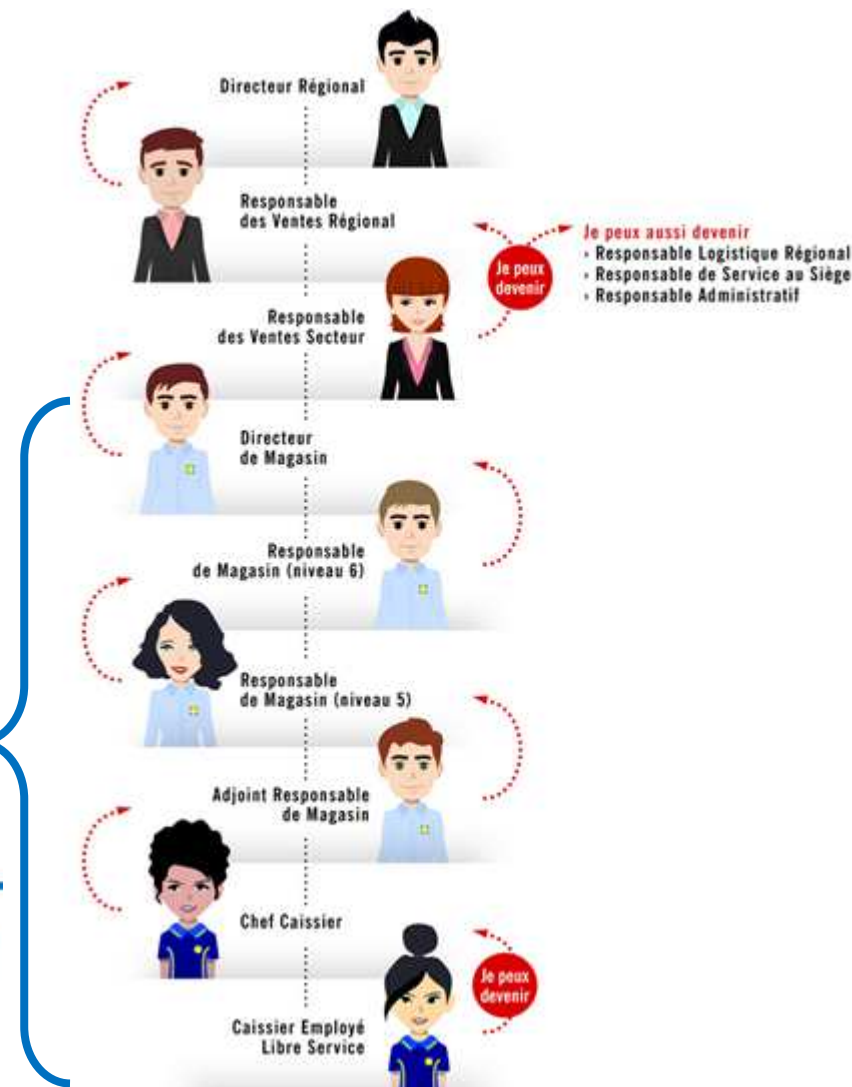 Directeur Régional
Responsable
des Ventes Régional
Je peux
devenir
Je peux aussi devenir
› Responsable Logistique Régional
› Responsable de Service au Siège
› Responsable Administratif
Responsable
des Ventes Secteur
Directeur
de Magasin
Responsable
de Magasin (niveau 6)
Responsable
de Magasin (niveau 5)
Adjoint Responsable
de Magasin
Chef Caissier
Je peux
devenir
Caissier Employé
Libre Service